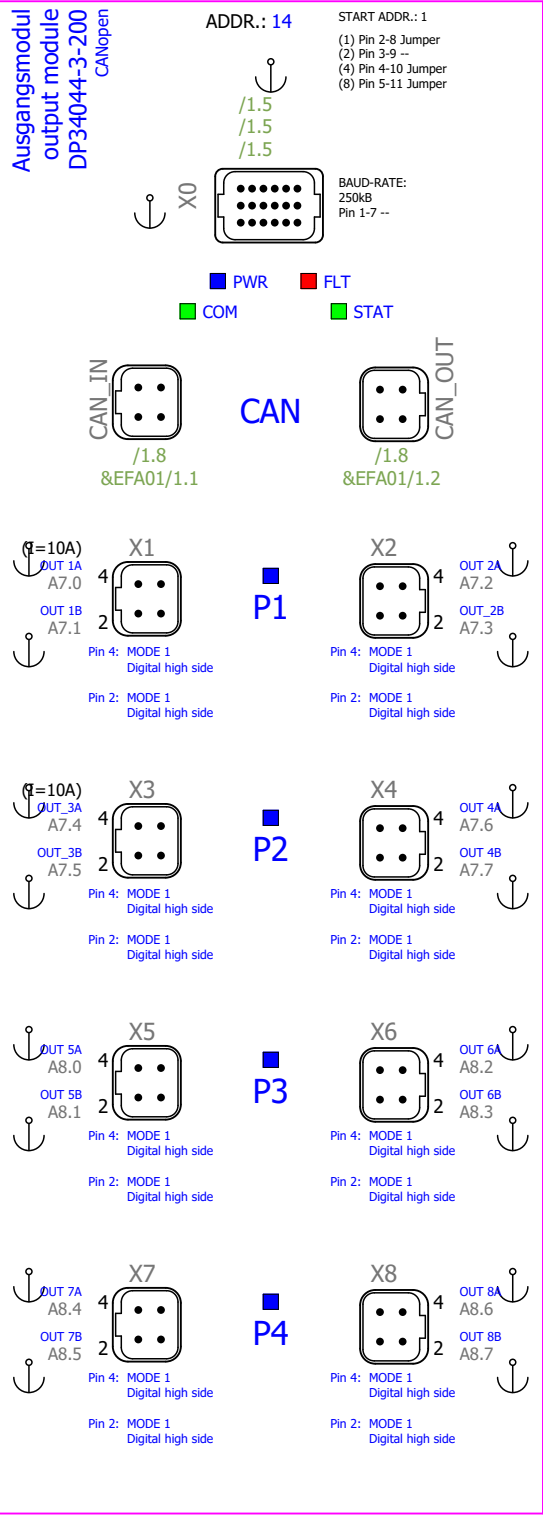 Ausgangsmodul
output module
DP34044-3-200
CANopen
ADDR.: 14
START ADDR.: 1
(1) Pin 2-8 Jumper
(2) Pin 3-9 --
(4) Pin 4-10 Jumper
(8) Pin 5-11 Jumper
/1.5
/1.5
/1.5
X0
BAUD-RATE:
250kB
Pin 1-7 --
PWR FLT
COM STAT
CAN_IN
CAN
CAN_OUT
/1.8
&EFA01/1.1
/1.8
&EFA01/1.2
(I=10A)
X1
OUT 1A
A7.0
4
OUT 1B
A7.1
2
Pin 4: MODE 1
Digital high side
Pin 2: MODE 1
Digital high side
P1
X2
4
OUT 2A
A7.2
2
OUT_2B
A7.3
Pin 4: MODE 1
Digital high side
Pin 2: MODE 1
Digital high side
(I=10A)
X3
OUT_3A
A7.4
4
OUT_3B
A7.5
2
Pin 4: MODE 1
Digital high side
Pin 2: MODE 1
Digital high side
P2
X4
4
OUT 4A
A7.6
2
OUT 4B
A7.7
Pin 4: MODE 1
Digital high side
Pin 2: MODE 1
Digital high side
X5
OUT 5A
A8.0
4
OUT 5B
A8.1
2
Pin 4: MODE 1
Digital high side
Pin 2: MODE 1
Digital high side
P3
X6
4
OUT 6A
A8.2
2
OUT 6B
A8.3
Pin 4: MODE 1
Digital high side
Pin 2: MODE 1
Digital high side
X7
OUT 7A
A8.4
4
OUT 7B
A8.5
2
Pin 4: MODE 1
Digital high side
Pin 2: MODE 1
Digital high side
P4
X8
4
OUT 8A
A8.6
2
OUT 8B
A8.7
Pin 4: MODE 1
Digital high side
Pin 2: MODE 1
Digital high side